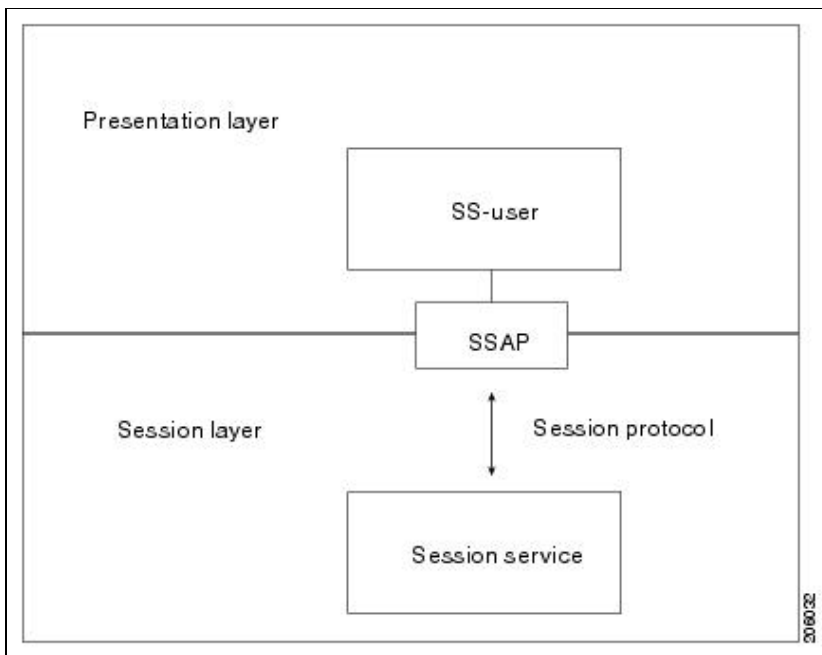 Presentation layer
SS-user
SSAP
Session layer
Session protocol
Session service
206032